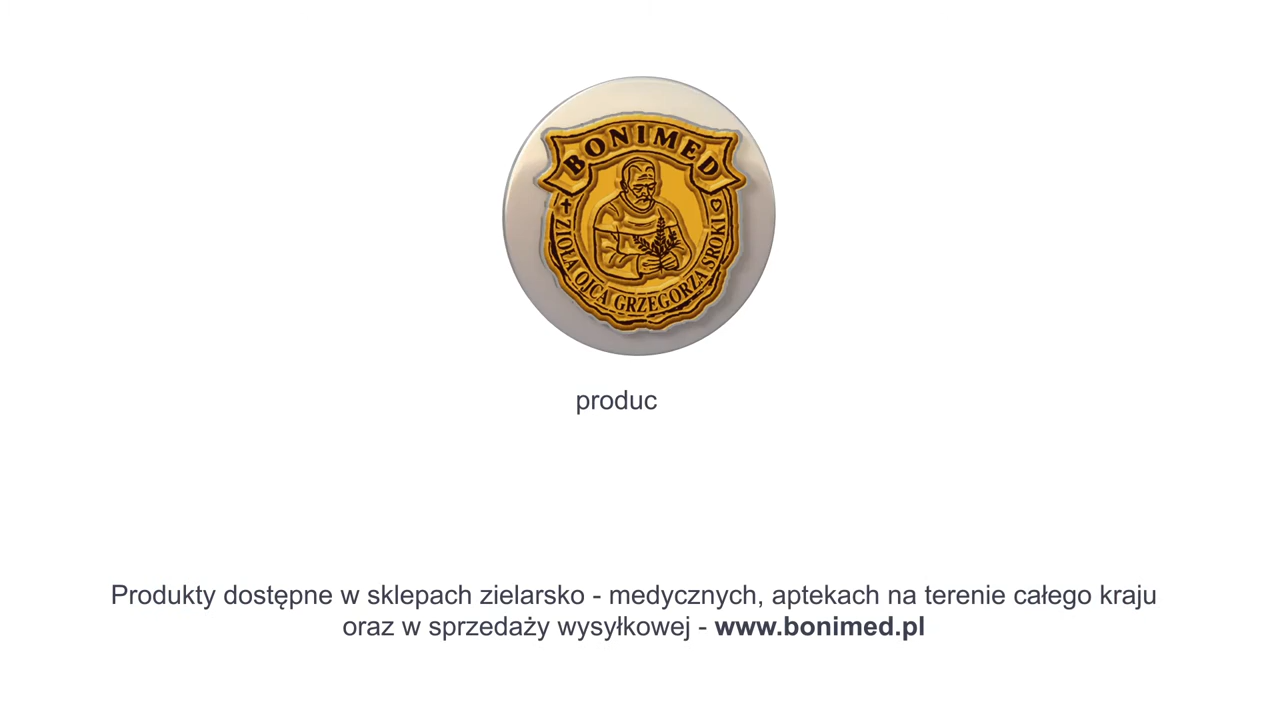 BONIMED
ZIOŁA OJCA GRZEGORZA SROKI
produc
Produkty dostępne w sklepach zielarsko - medycznych, aptekach na terenie całego kraju
oraz w sprzedaży wysyłkowej - www.bonimed.pl